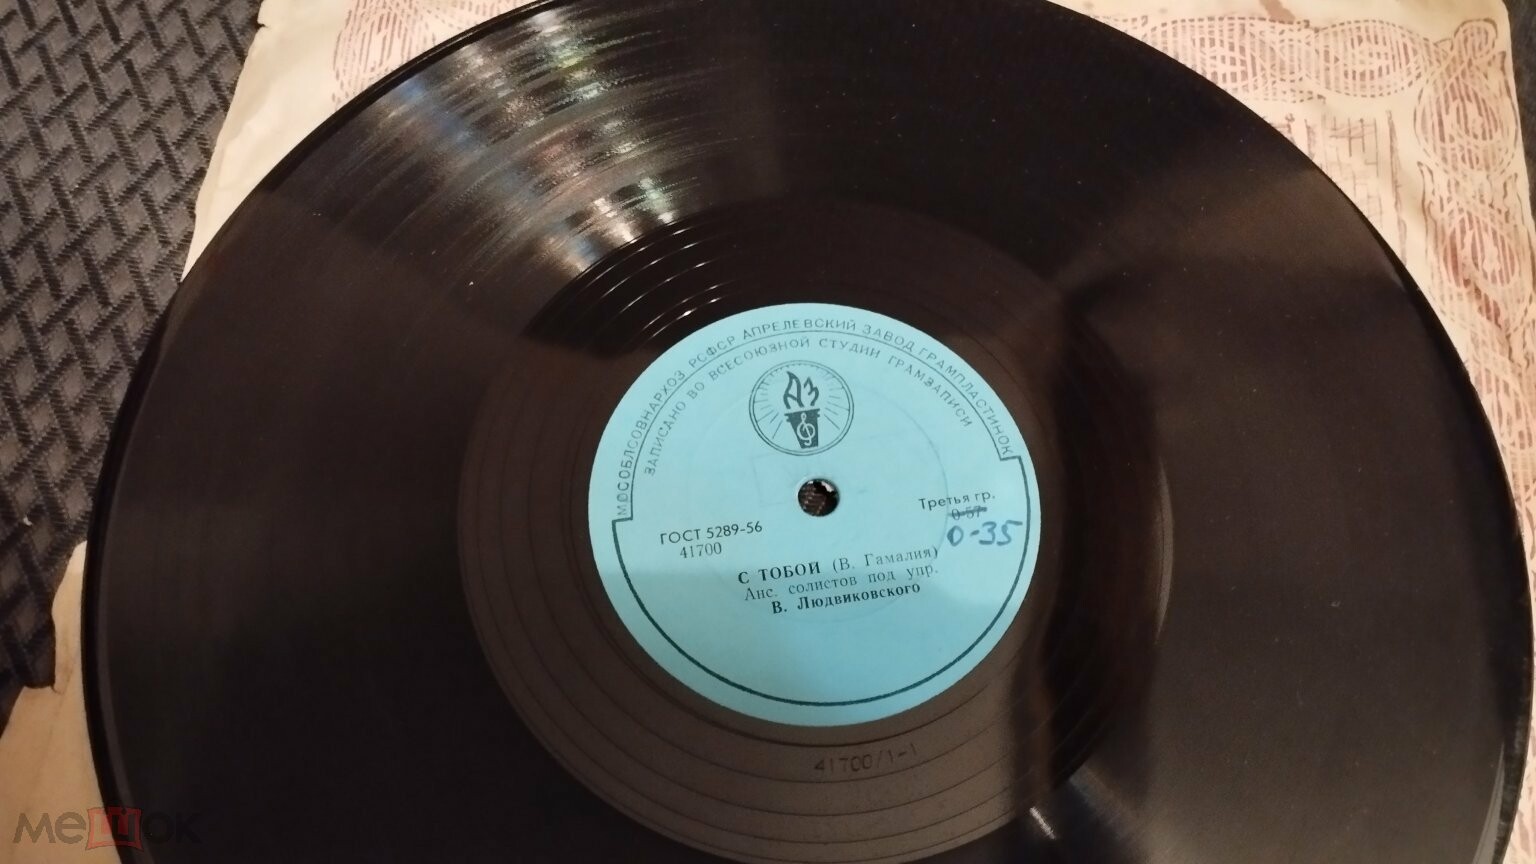 МОСОБЛСОВНАРХОЗ РСФСР АПРЕЛЕВСКИЙ ЗАВОД ГРАМПЛАСТИНОК
ЗАПИСАНО ВО ВСЕСОЮЗНОЙ СТУДИИ ГРАМЗАПИСИ
АЗ
Третья гр.
0-57
0-35
ГОСТ 5289-56
41700
С ТОБОЙ (В. Гамалия)
Анс. солистов под упр.
В. Людвиковского
41700/1-1
мешок